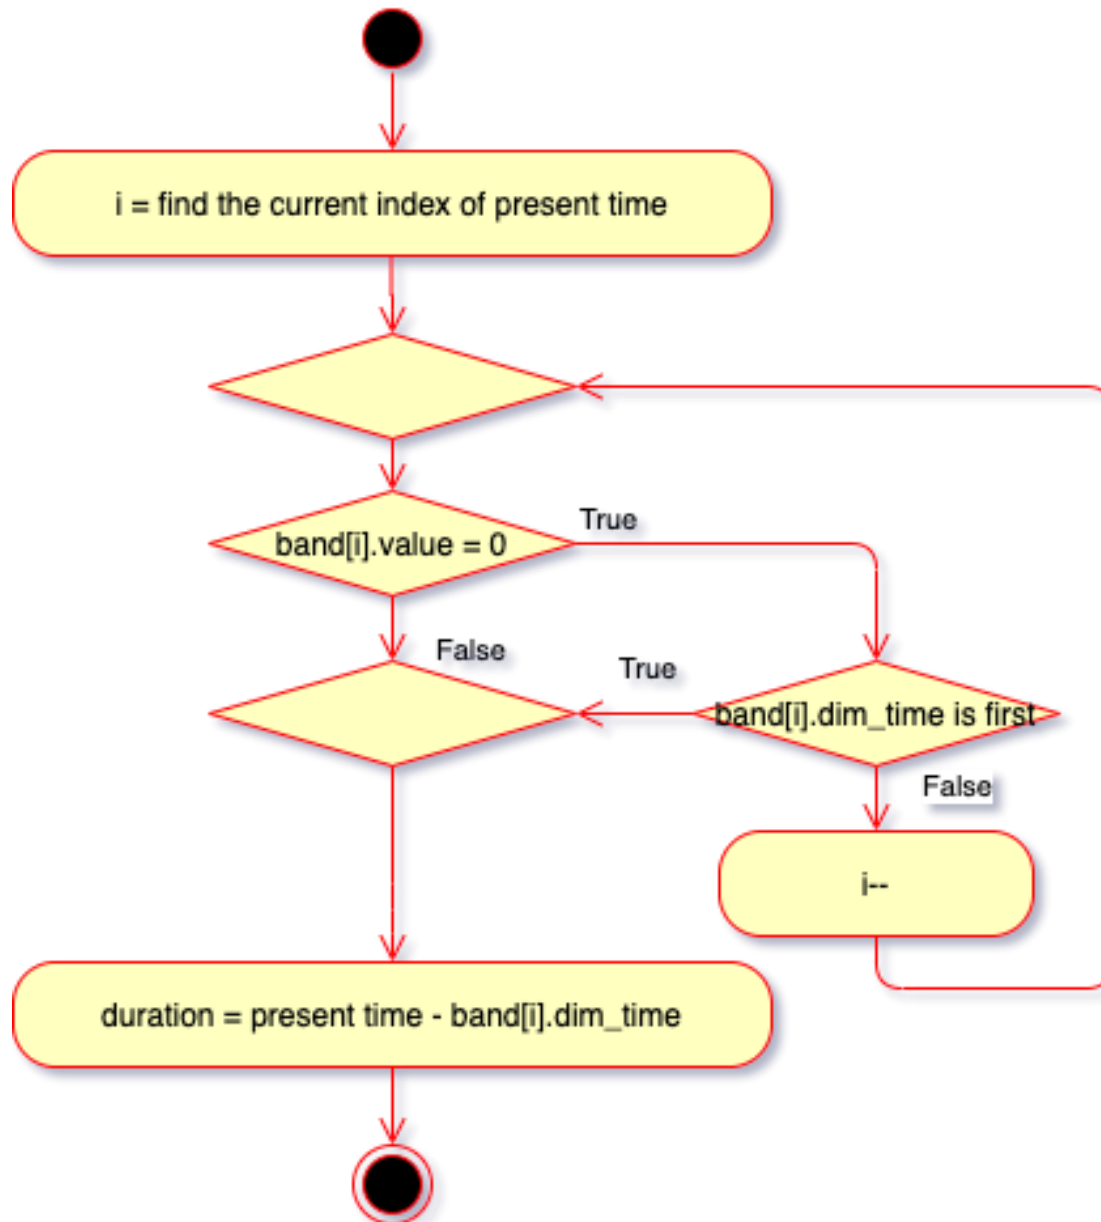 i = find the current index of present time
True
band[i].value = 0
False
True
band[i].dim_time is first
False
i--
duration = present time - band[i].dim_time